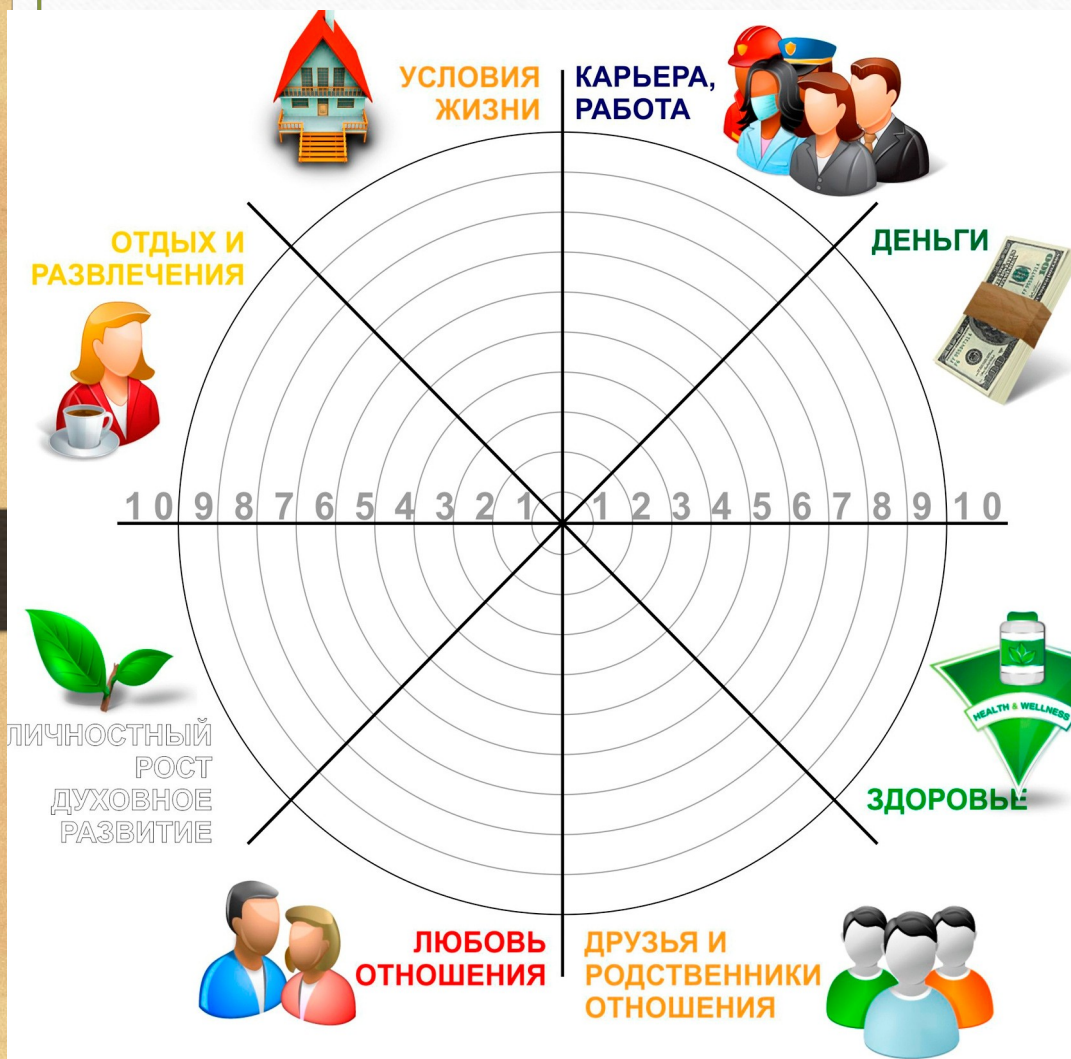 УСЛОВИЯ
ЖИЗНИ
КАРЬЕРА,
РАБОТА
ОТДЫХ И
РАЗВЛЕЧЕНИЯ
ДЕНЬГИ
10 9 8 7 6 5 4 3 2 1 1 2 3 4 5 6 7 8 9 10
ЛИЧНОСТНЫЙ
РОСТ
ДУХОВНОЕ
РАЗВИТИЕ
HEALTH & WELLNESS
ЗДОРОВЬЕ
ЛЮБОВЬ
ОТНОШЕНИЯ
ДРУЗЬЯ И
РОДСТВЕННИКИ
ОТНОШЕНИЯ